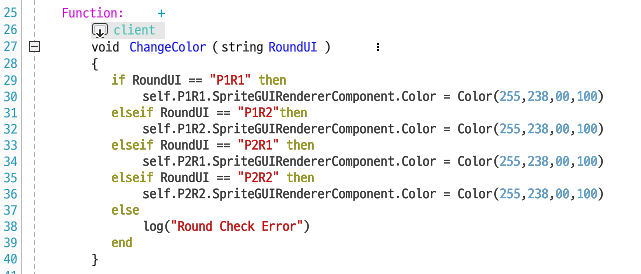 25 Function: +
26 client
27 void ChangeColor ( string RoundUI )
28 {
29 if RoundUI == "P1R1" then
30 self.P1R1.SpriteGUIRendererComponent.Color = Color(255,238,00,100)
31 elseif RoundUI == "P1R2"then
32 self.P1R2.SpriteGUIRendererComponent.Color = Color(255,238,00,100)
33 elseif RoundUI == "P2R1" then
34 self.P2R1.SpriteGUIRendererComponent.Color = Color(255,238,00,100)
35 elseif RoundUI == "P2R2" then
36 self.P2R2.SpriteGUIRendererComponent.Color = Color(255,238,00,100)
37 else
38 log("Round Check Error")
39 end
40 }